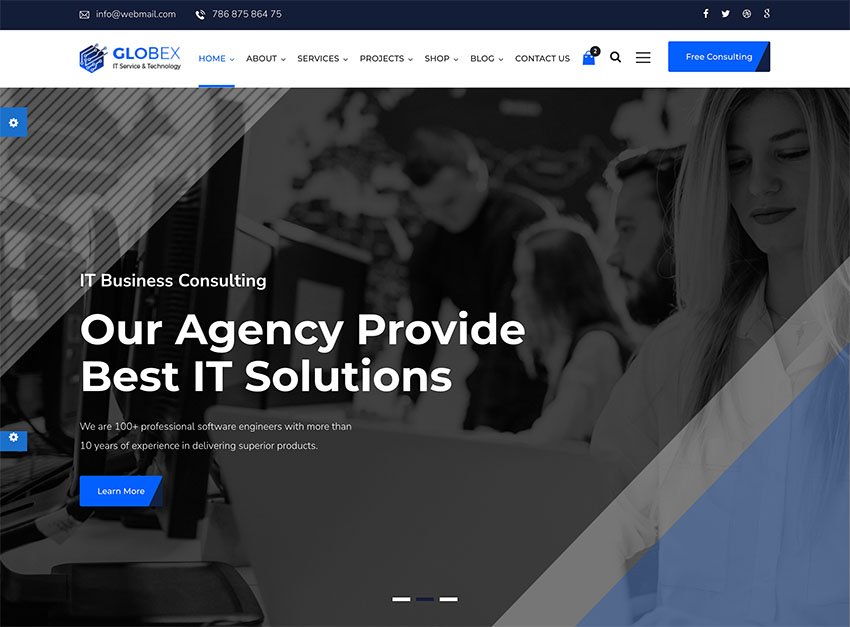 info@webmail.com
786 875 864 75
GLOBEX
IT Service & Technology
HOME
ABOUT
SERVICES
PROJECTS
SHOP
BLOG
CONTACT US
2
Free Consulting
IT Business Consulting
Our Agency Provide
Best IT Solutions
We are 100+ professional software engineers with more than
10 years of experience in delivering superior products.
Learn More